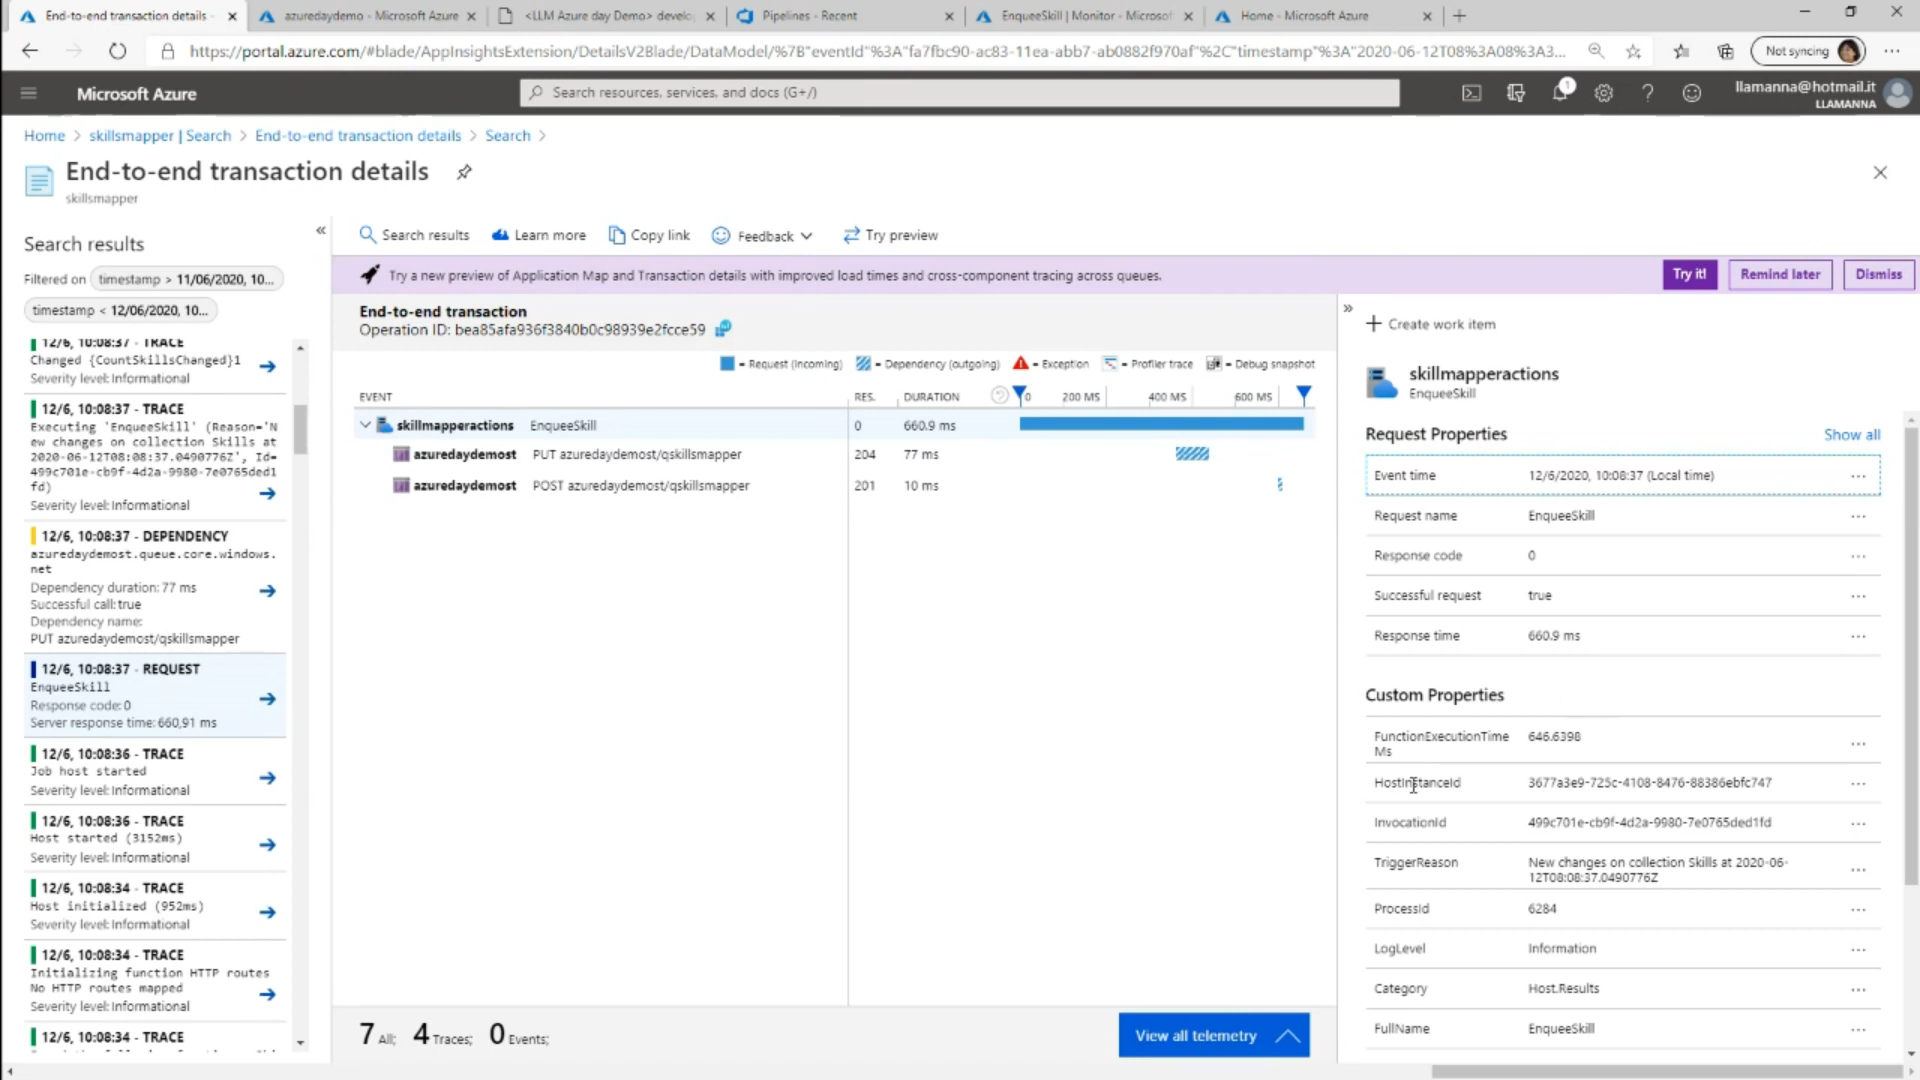 End-to-end transaction details -
azuredaydemo - Microsoft Azure
<LLM Azure day Demo> develo
Pipelines - Recent
EnqueeSkill | Monitor - Microsof
Home - Microsoft Azure
https://portal.azure.com/#blade/AppInsightsExtension/DetailsV2Blade/DataModel/%7B"eventId"%3A"fa7fbc90-ac83-11ea-abb7-ab0882f970af"%2C"timestamp"%3A"2020-06-12T08%3A08%3A3...
Not syncing
Microsoft Azure
Search resources, services, and docs (G+/)
1
llamanna@hotmail.it
LLAMANNA
Home > skillsmapper | Search > End-to-end transaction details > Search >
End-to-end transaction details
skillsmapper
Search results
Filtered on timestamp > 11/06/2020, 10...
timestamp < 12/06/2020, 10...
12/6, 10:08:37 - TRACE
Changed {CountSkillsChanged}1
Severity level: Informational
12/6, 10:08:37 - TRACE
Executing 'EnqueeSkill' (Reason='N
ew changes on collection Skills at
2020-06-12T08:08:37.0490776Z', Id=
499c701e-cb9f-4d2a-9980-7e0765ded1
fd)
Severity level: Informational
12/6, 10:08:37 - DEPENDENCY
azuredaydemost.queue.core.windows.
net
Dependency duration: 77 ms
Successful call: true
Dependency name:
PUT azuredaydemost/qskillsmapper
12/6, 10:08:37 - REQUEST
EnqueeSkill
Response code: 0
Server response time: 660,91 ms
12/6, 10:08:36 - TRACE
Job host started
Severity level: Informational
12/6, 10:08:36 - TRACE
Host started (3152ms)
Severity level: Informational
12/6, 10:08:34 - TRACE
Host initialized (952ms)
Severity level: Informational
12/6, 10:08:34 - TRACE
Initializing function HTTP routes
No HTTP routes mapped
Severity level: Informational
12/6, 10:08:34 - TRACE
Search results
Learn more
Copy link
Feedback
Try preview
Try a new preview of Application Map and Transaction details with improved load times and cross-component tracing across queues.
Try it!
Remind later
Dismiss
End-to-end transaction
Operation ID: bea85afa936f3840b0c98939e2fcce59
= Request (incoming) = Dependency (outgoing) = Exception = Profiler trace = Debug snapshot
EVENT RES. DURATION 0 200 MS 400 MS 600 MS
skillmapperactions EnqueeSkill 0 660.9 ms
azuredaydemost PUT azuredaydemost/qskillsmapper 204 77 ms
azuredaydemost POST azuredaydemost/qskillsmapper 201 10 ms
7 All; 4 Traces; 0 Events;
View all telemetry
Create work item
skillmapperactions
EnqueeSkill
Request Properties Show all
Event time 12/6/2020, 10:08:37 (Local time) ...
Request name EnqueeSkill ...
Response code 0 ...
Successful request true ...
Response time 660.9 ms ...
Custom Properties
FunctionExecutionTime 646.6398 ...
Ms
HostInstanceId 3677a3e9-725c-4108-8476-88386ebfc747 ...
InvocationId 499c701e-cb9f-4d2a-9980-7e0765ded1fd ...
TriggerReason New changes on collection Skills at 2020-06- ...
12T08:08:37.0490776Z
ProcessId 6284 ...
LogLevel Information ...
Category Host.Results ...
FullName EnqueeSkill ...